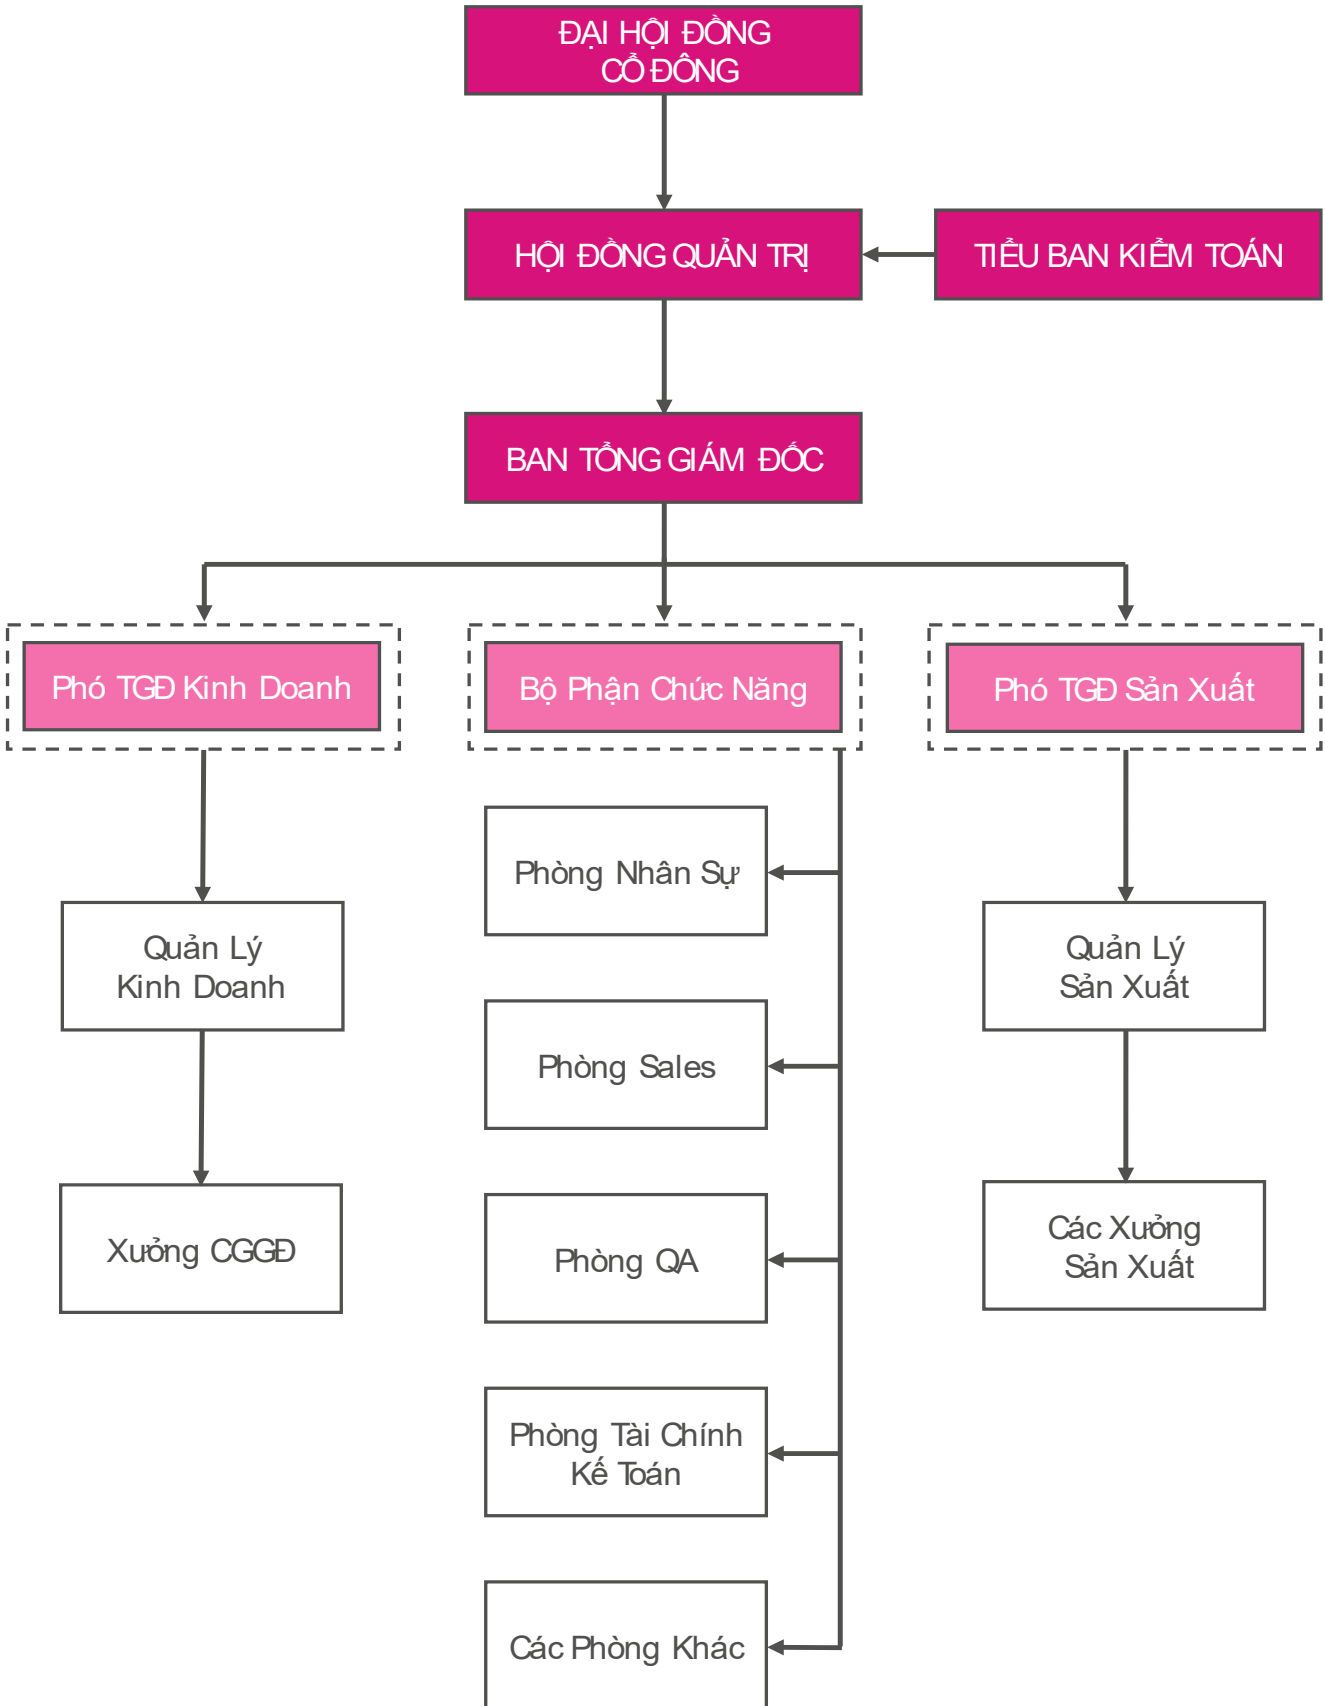 ĐẠI HỘI ĐỒNG
CỔ ĐÔNG
HỘI ĐỒNG QUẢN TRỊ
TIỂU BAN KIỂM TOÁN
BAN TỔNG GIÁM ĐỐC
Phó TGĐ Kinh Doanh
Bộ Phận Chức Năng
Phó TGĐ Sản Xuất
Phòng Nhân Sự
Quản Lý
Kinh Doanh
Quản Lý
Sản Xuất
Phòng Sales
Xưởng CGGĐ
Phòng QA
Các Xưởng
Sản Xuất
Phòng Tài Chính
Kế Toán
Các Phòng Khác